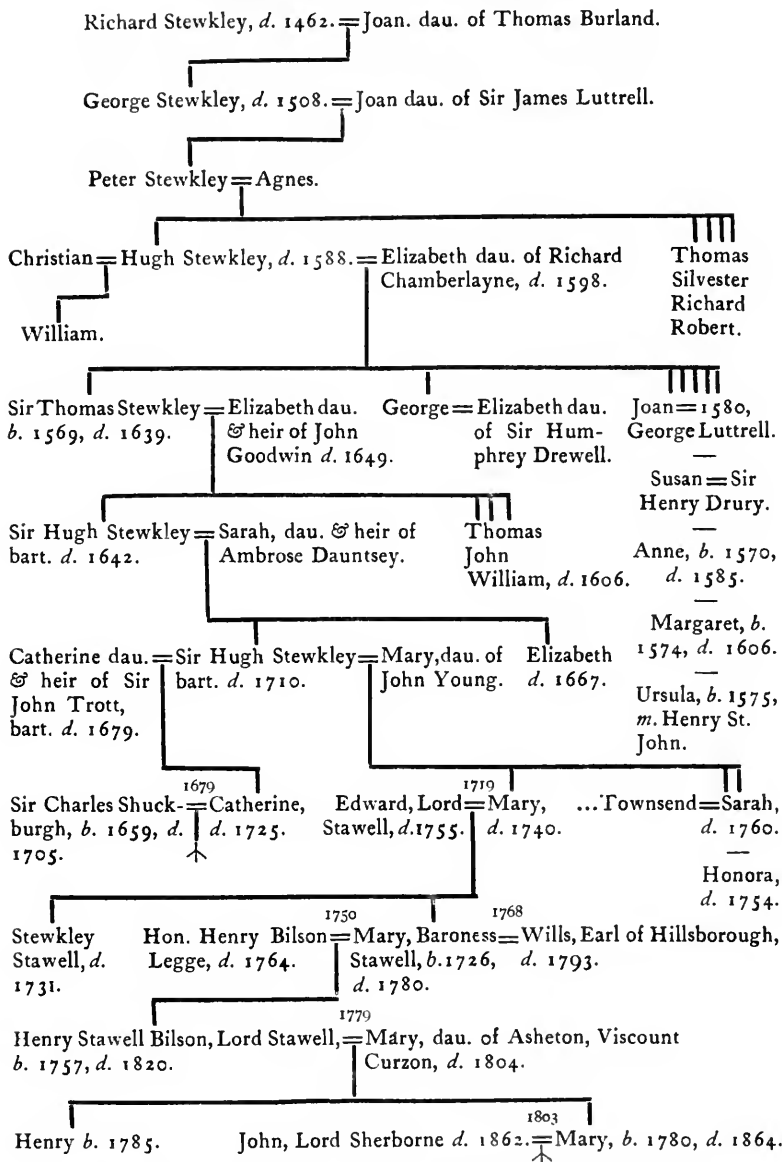 Richard Stewkley, d. 1462. = Joan. dau. of Thomas Burland.
George Stewkley, d. 1508. = Joan dau. of Sir James Luttrell.
Peter Stewkley = Agnes.
Christian = Hugh Stewkley, d. 1588. = Elizabeth dau. of Richard Thomas
Chamberlayne, d. 1598. Silvester
Richard
William. Robert.
Sir Thomas Stewkley = Elizabeth dau. George = Elizabeth dau. Joan = 1580,
b. 1569, d. 1639. & heir of John of Sir Hum- George Luttrell.
Goodwin d. 1649. phrey Drewell. —
Susan = Sir
Henry Drury.
Sir Hugh Stewkley = Sarah, dau. & heir of Thomas —
bart. d. 1642. Ambrose Dauntsey. John Anne, b. 1570,
William, d. 1606. d. 1585.
—
Margaret, b.
Catherine dau. = Sir Hugh Stewkley = Mary, dau. of Elizabeth 1574, d. 1606.
& heir of Sir bart. d. 1710. John Young. d. 1667. —
John Trott, Ursula, b. 1575,
bart. d. 1679. m. Henry St.
John.
1679 1719
Sir Charles Shuck- = Catherine, Edward, Lord = Mary, ...Townsend = Sarah,
burgh, b. 1659, d. d. 1725. Stawell, d. 1755. d. 1740. d. 1760.
1705. —
Honora,
d. 1754.
1750 1768
Stewkley Hon. Henry Bilson = Mary, Baroness = Wills, Earl of Hillsborough,
Stawell, d. Legge, d. 1764. Stawell, b. 1726, d. 1793.
1731. d. 1780.
1779
Henry Stawell Bilson, Lord Stawell, = Mary, dau. of Asheton, Viscount
b. 1757, d. 1820. Curzon, d. 1804.
1803
Henry b. 1785. John, Lord Sherborne d. 1862. = Mary, b. 1780, d. 1864.